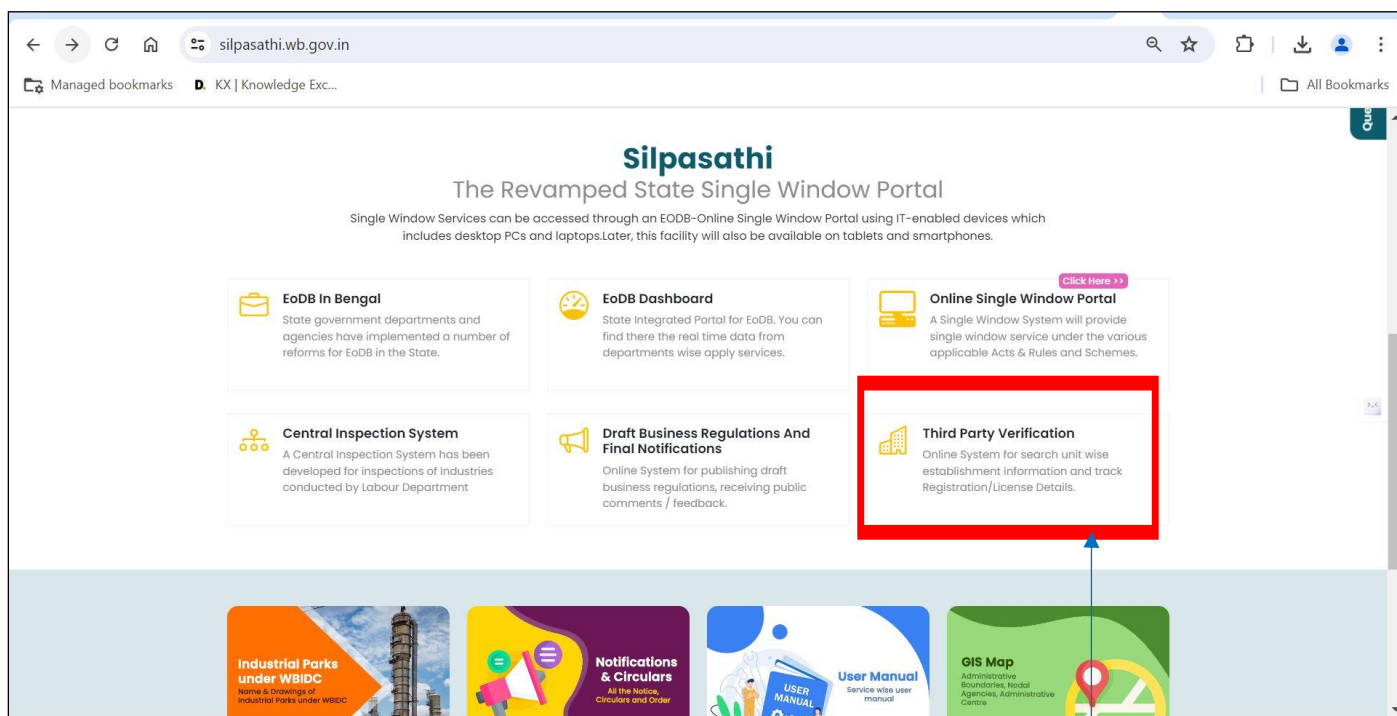 silpasathi.wb.gov.in
Managed bookmarks
D. KX | Knowledge Exc...
All Bookmarks
Que
Silpasathi
The Revamped State Single Window Portal
Single Window Services can be accessed through an EODB-Online Single Window Portal using IT-enabled devices which
includes desktop PCs and laptops.Later, this facility will also be available on tablets and smartphones.
EoDB In Bengal
State government departments and
agencies have implemented a number of
reforms for EoDB in the State.
EoDB Dashboard
State Integrated Portal for EoDB. You can
find there the real time data from
departments wise apply services.
Click Here >>
Online Single Window Portal
A Single Window System will provide
single window service under the various
applicable Acts & Rules and Schemes.
Central Inspection System
A Central Inspection System has been
developed for inspections of Industries
conducted by Labour Department
Draft Business Regulations And
Final Notifications
Online System for publishing draft
business regulations, receiving public
comments / feedback.
Third Party Verification
Online System for search unit wise
establishment information and track
Registration/License Details.
Industrial Parks
under WBIDC
Name & Drawings of
Industrial Parks under WBIDC
Notifications
& Circulars
All the Notice,
Circulars and Order
USER
MANUAL
User Manual
Service wise user
manual
GIS Map
Administrative
Boundaries, Nodal
Agencies, Administrative
Centre